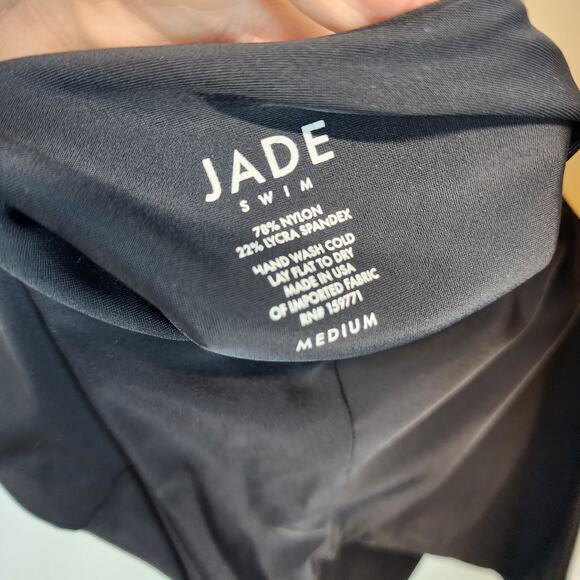 JADE
SWIM
78% NYLON
22% LYCRA SPANDEX
HAND WASH COLD
LAY FLAT TO DRY
MADE IN USA
OF IMPORTED FABRIC
RN# 159771
MEDIUM